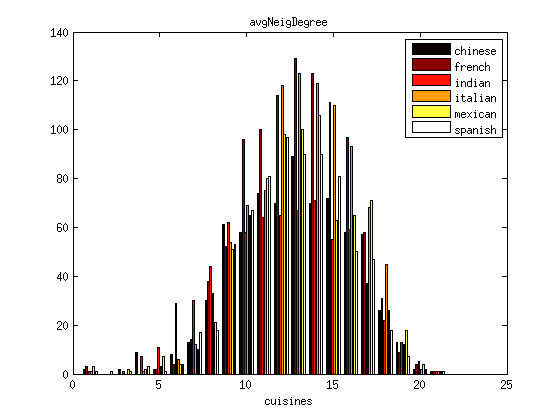 avgNeigDegree
140
120
100
80
60
40
20
0
chinese
french
indian
italian
mexican
spanish
0 5 10 15 20 25
cuisines